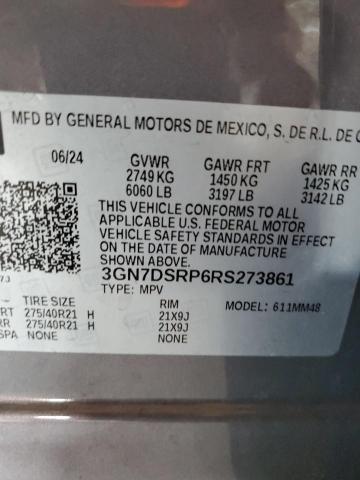 MFD BY GENERAL MOTORS DE MEXICO, S. DE R.L. DE
06/24 GVWR GAWR FRT GAWR RR
2749 KG 1450 KG 1425 KG
6060 LB 3197 LB 3142 LB
THIS VEHICLE CONFORMS TO ALL
APPLICABLE U.S. FEDERAL MOTOR
VEHICLE SAFETY STANDARDS IN EFFECT
ON THE DATE OF MANUFACTURE
SHOWN ABOVE.
3GN7DSRP6RS273861
TYPE: MPV MODEL: 611MM48
TIRE SIZE RIM
RT 275/40R21 H 21X9J
RR 275/40R21 H 21X9J
SPA NONE NONE